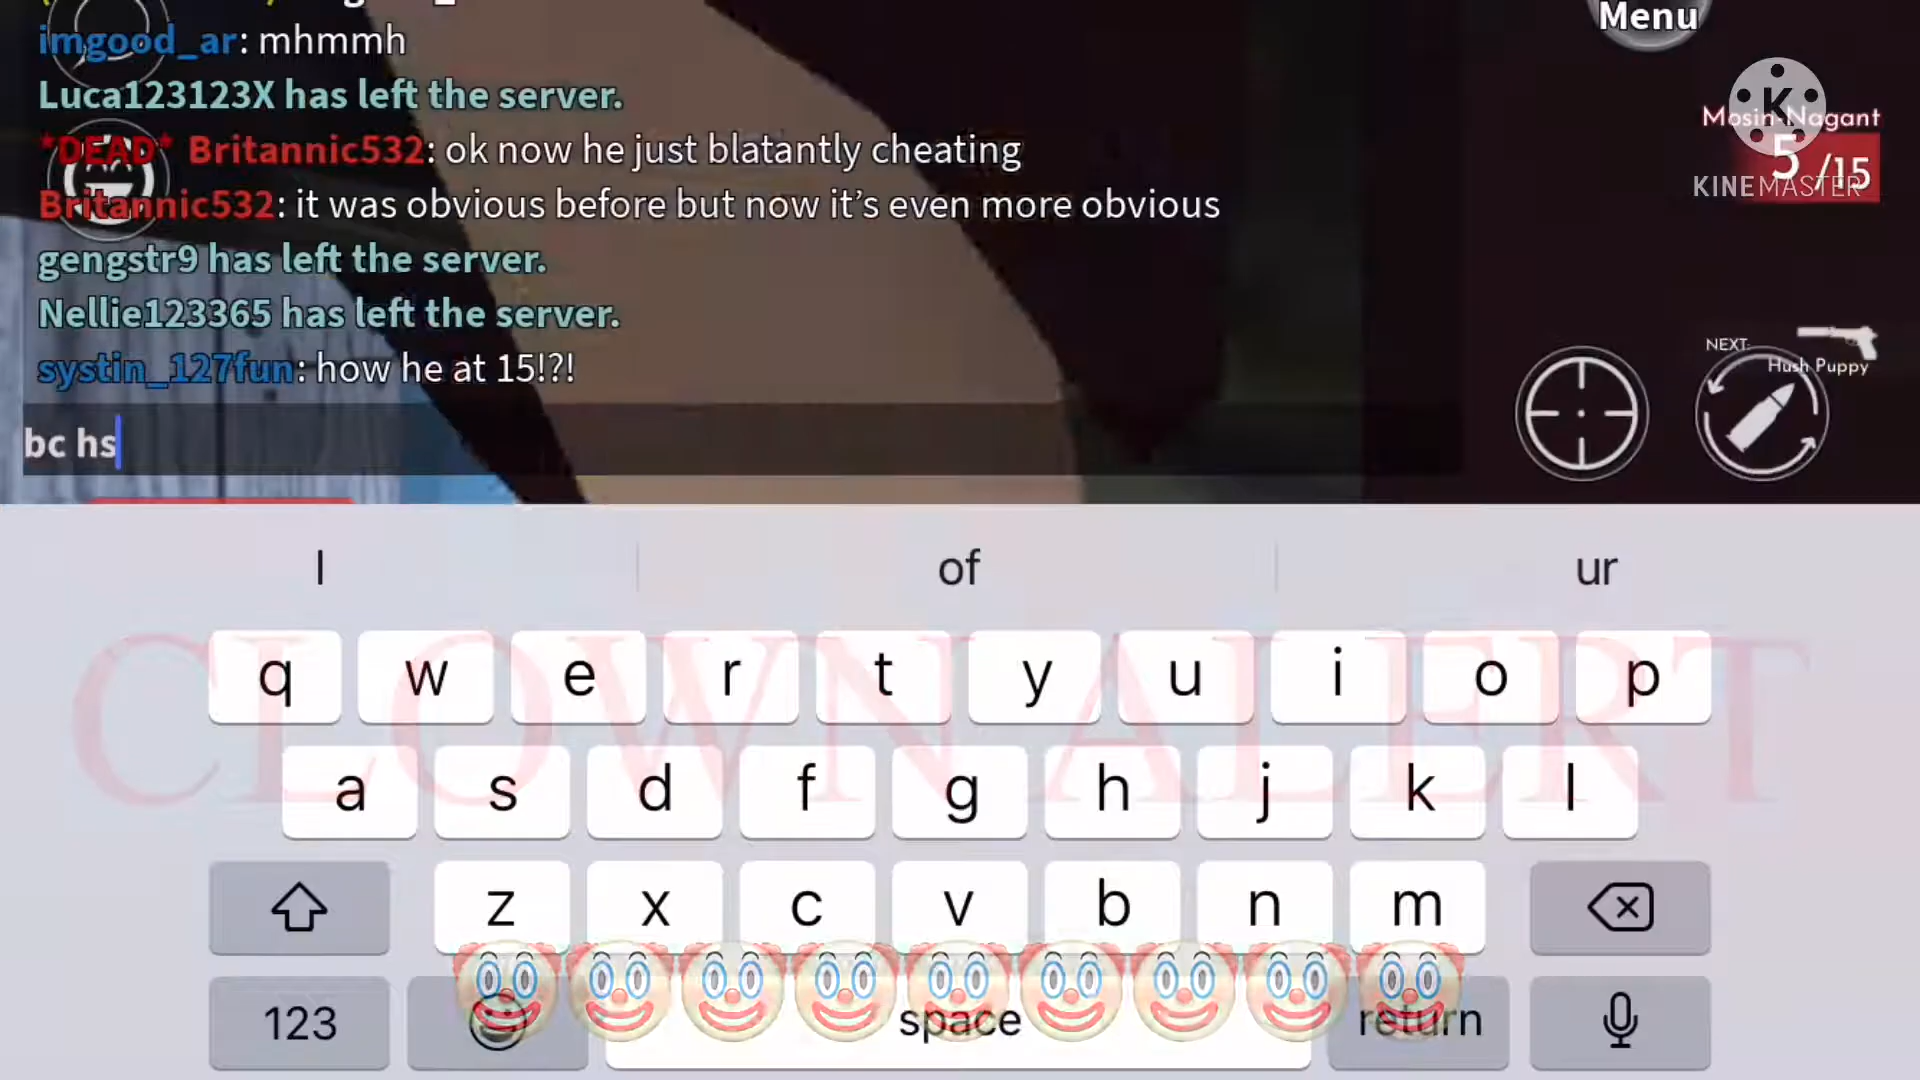 imgood_ar: mhmmh
Luca123123X has left the server.
*DEAD* Britannic532: ok now he just blatantly cheating
Britannic532: it was obvious before but now it’s even more obvious
gengstr9 has left the server.
Nellie123365 has left the server.
systin_127fun: how he at 15!?!
bc hs
Menu
K
Mosin-Nagant
5/15
KINEMASTER
NEXT:
Hush Puppy
I of ur
CLOWN ALERT
q w e r t y u i o p
a s d f g h j k l
z x c v b n m
123 space return